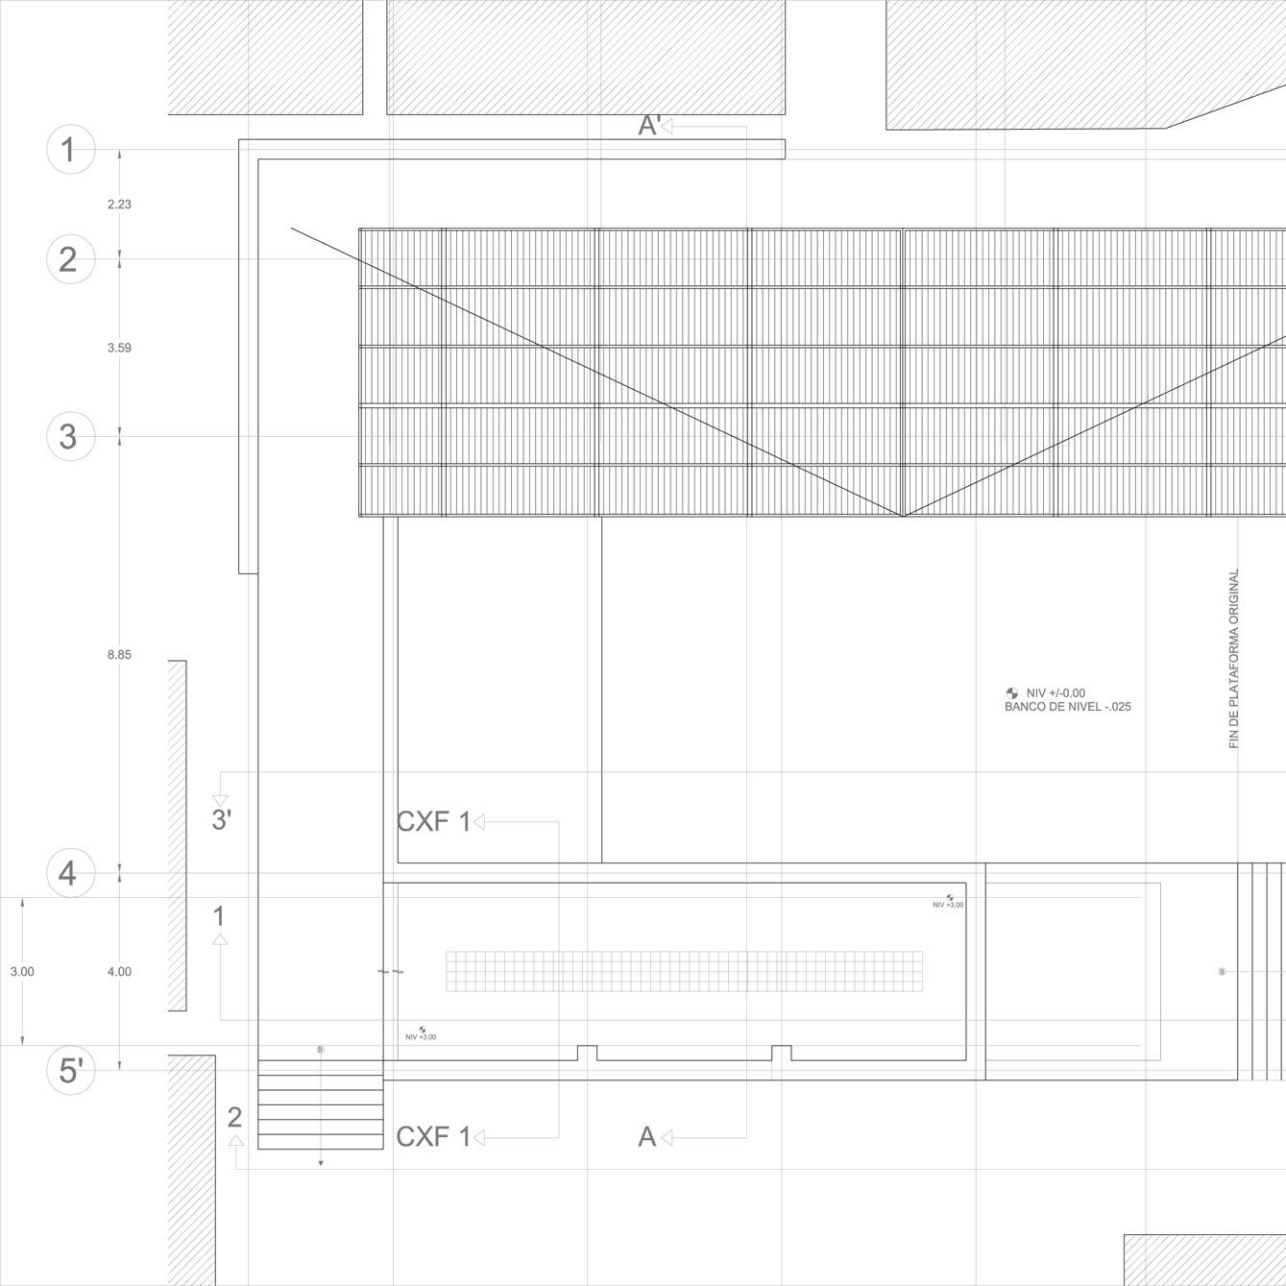 A'
1
2.23
2
3.59
3
8.85
FIN DE PLATAFORMA ORIGINAL
NIV +/-0.00
BANCO DE NIVEL -.025
3'
CXF 1
4
NIV +3.00
1
3.00
4.00
B
NIV +3.00
B
5'
2
CXF 1
A